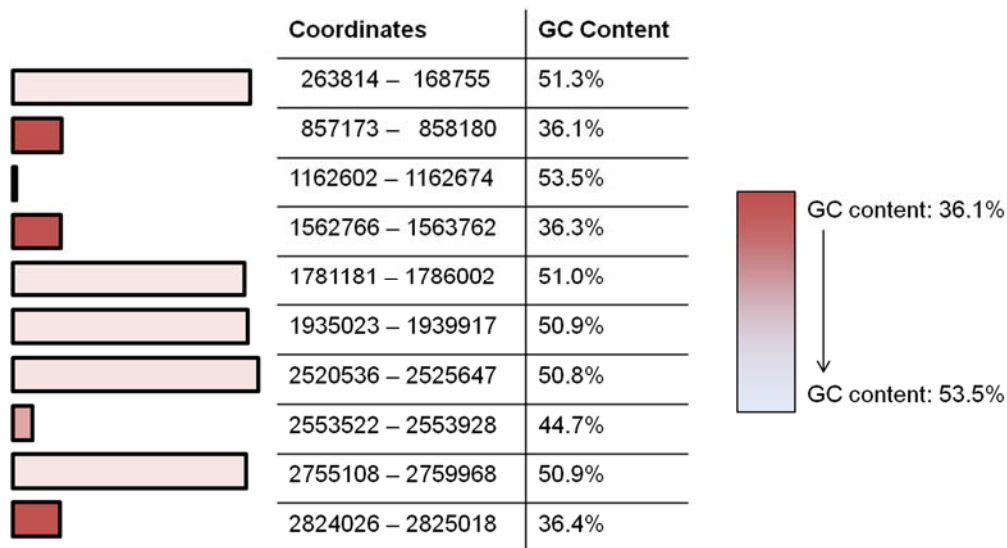 Coordinates GC Content
263814 – 168755 51.3%
857173 – 858180 36.1%
1162602 – 1162674 53.5%
1562766 – 1563762 36.3%
1781181 – 1786002 51.0%
1935023 – 1939917 50.9%
2520536 – 2525647 50.8%
2553522 – 2553928 44.7%
2755108 – 2759968 50.9%
2824026 – 2825018 36.4%
GC content: 36.1%
GC content: 53.5%